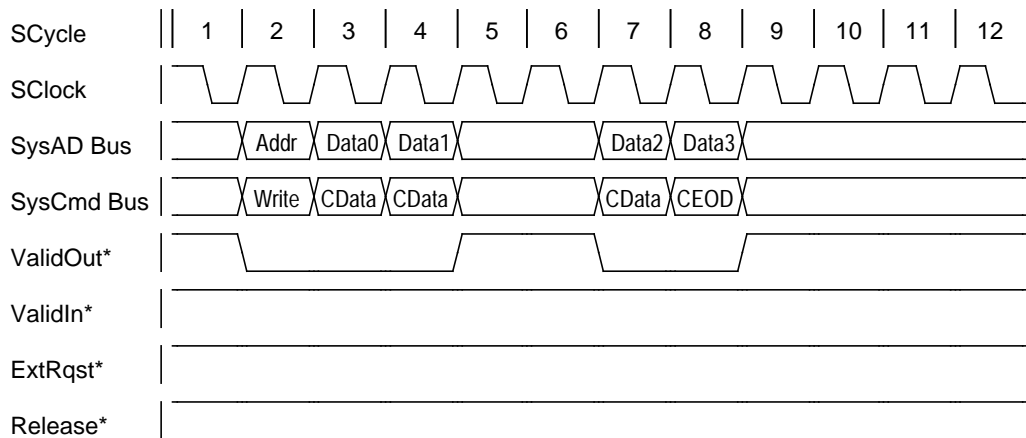 SCycle 1 2 3 4 5 6 7 8 9 10 11 12
SClock
SysAD Bus Addr Data0 Data1 Data2 Data3
SysCmd Bus Write CData CData CData CEOD
ValidOut*
ValidIn*
ExtRqst*
Release*